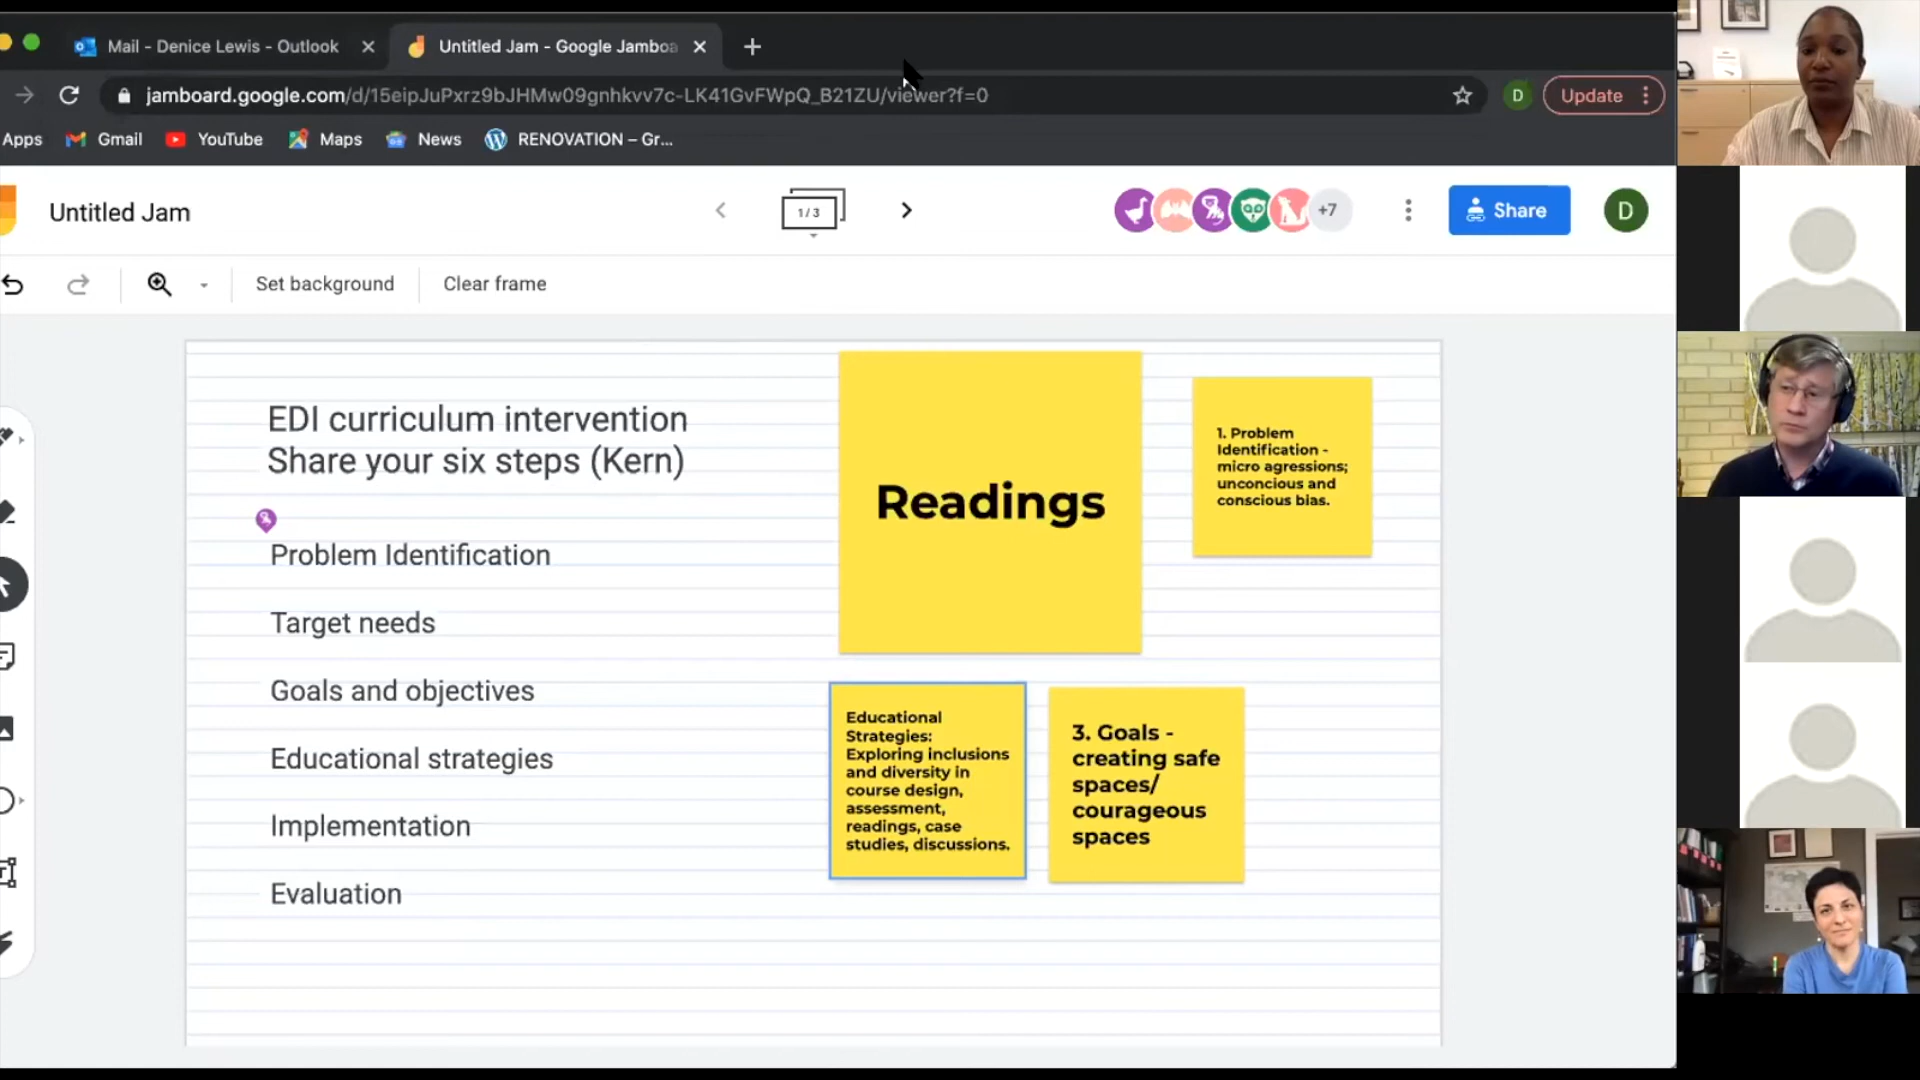 Mail - Denice Lewis - Outlook
Untitled Jam - Google Jamboa
jamboard.google.com/d/15eipJuPxrz9bJHMw09gnhkvv7c-LK41GvFWpQ_B21ZU/viewer?f=0
D
Update
Apps
Gmail
YouTube
Maps
News
RENOVATION – Gr...
Untitled Jam
1/3
+7
Share
D
Set background
Clear frame
EDI curriculum intervention
Share your six steps (Kern)
Problem Identification
Target needs
Goals and objectives
Educational strategies
Implementation
Evaluation
Readings
1. Problem
Identification -
micro agressions;
unconcious and
conscious bias.
Educational
Strategies:
Exploring inclusions
and diversity in
course design,
assessment,
readings, case
studies, discussions.
3. Goals -
creating safe
spaces/
courageous
spaces